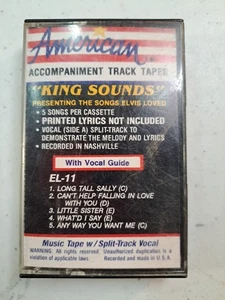 American
ACCOMPANIMENT TRACK TAPES
"KING SOUNDS"
PRESENTING THE SONGS ELVIS LOVED
• 5 SONGS PER CASSETTE
• PRINTED LYRICS NOT INCLUDED
• VOCAL (SIDE A) SPLIT-TRACK TO
DEMONSTRATE THE MELODY AND LYRICS
• RECORDED IN NASHVILLE
With Vocal Guide
EL-11
1. LONG TALL SALLY (C)
2. CAN'T HELP FALLING IN LOVE
WITH YOU (D)
3. LITTLE SISTER (E)
4. WHAT'D I SAY (E)
5. ANY WAY YOU WANT ME (C)
Music Tape w/Split-Track Vocal
WARNING: All rights reserved. Unauthorized duplication is a
violation of applicable laws. Recorded and made in U.S.A.